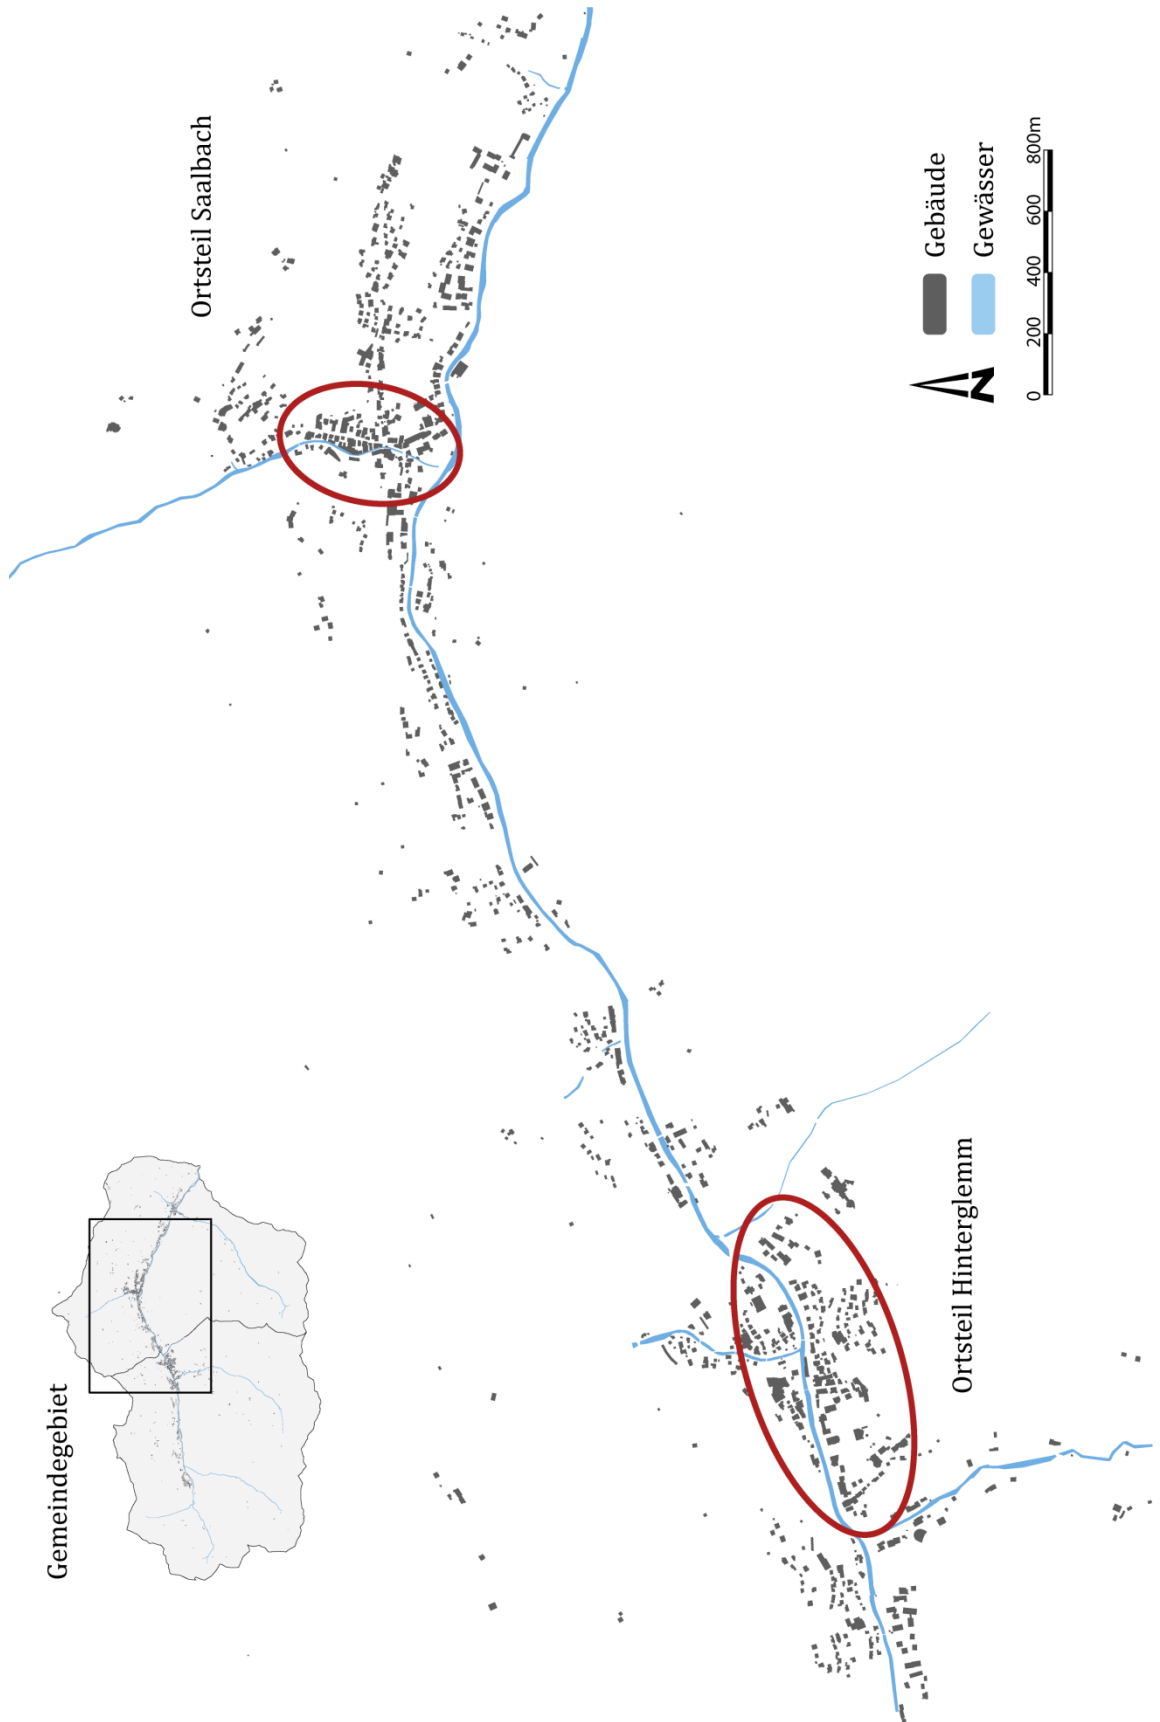 Gemeindegebiet
Ortsteil Saalbach
Ortsteil Hinterglemm
Gebäude
Gewässer
N
0 200 400 600 800m